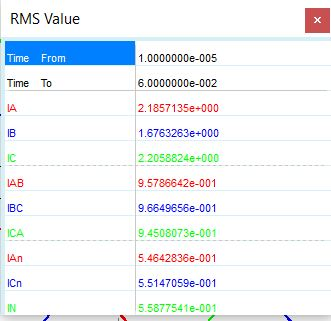 RMS Value
Time From 1.0000000e-005
Time To 6.0000000e-002
IA 2.1857135e+000
IB 1.6763263e+000
IC 2.2058824e+000
IAB 9.5786642e-001
IBC 9.6649656e-001
ICA 9.4508073e-001
IAn 5.4642836e-001
ICn 5.5147059e-001
IN 5.5877541e-001